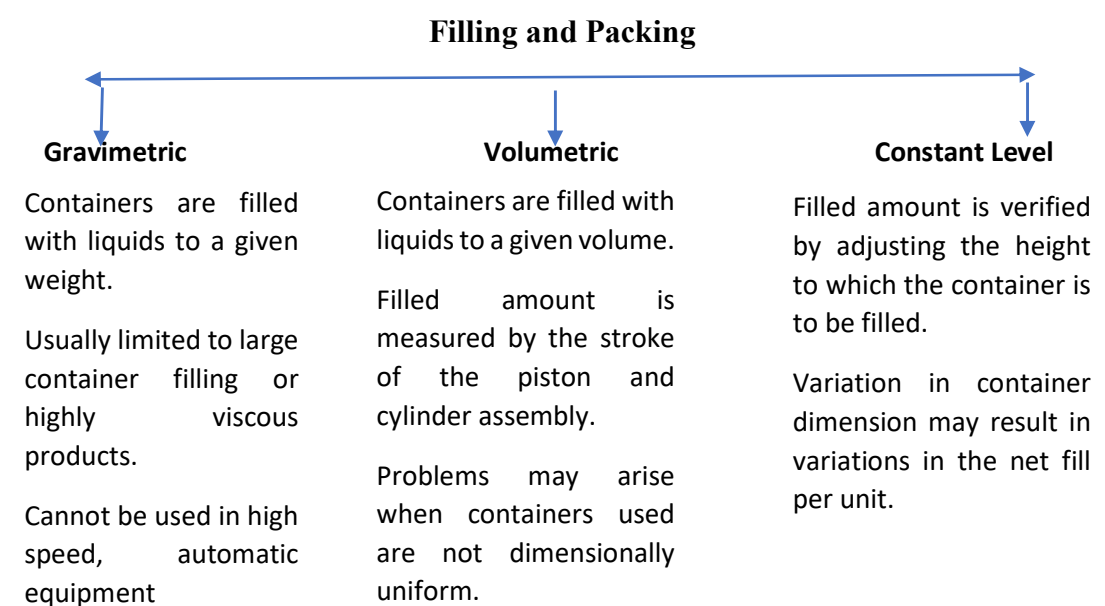 Filling and Packing
Gravimetric
Containers are filled
with liquids to a given
weight.
Usually limited to large
container filling or
highly viscous
products.
Cannot be used in high
speed, automatic
equipment
Volumetric
Containers are filled with
liquids to a given volume.
Filled amount is
measured by the stroke
of the piston and
cylinder assembly.
Problems may arise
when containers used
are not dimensionally
uniform.
Constant Level
Filled amount is verified
by adjusting the height
to which the container is
to be filled.
Variation in container
dimension may result in
variations in the net fill
per unit.